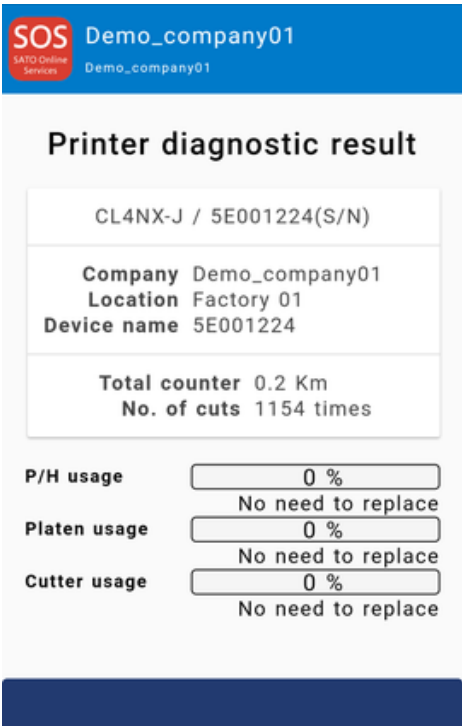 SOS
SATO Online
Services
Demo_company01
Demo_company01
Printer diagnostic result
CL4NX-J / 5E001224(S/N)
Company Demo_company01
Location Factory 01
Device name 5E001224
Total counter 0.2 Km
No. of cuts 1154 times
P/H usage 0 %
No need to replace
Platen usage 0 %
No need to replace
Cutter usage 0 %
No need to replace